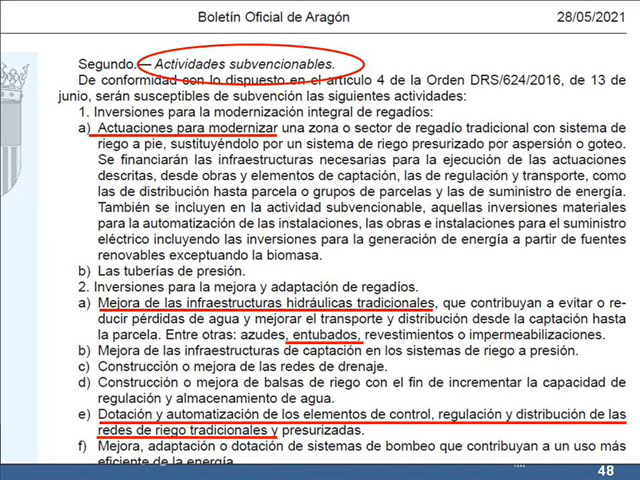 Boletín Oficial de Aragón 28/05/2021
Segundo.— Actividades subvencionables.
De conformidad con lo dispuesto en el artículo 4 de la Orden DRS/624/2016, de 13 de
junio, serán susceptibles de subvención las siguientes actividades:
1. Inversiones para la modernización integral de regadíos:
a) Actuaciones para modernizar una zona o sector de regadío tradicional con sistema de
riego a pie, sustituyéndolo por un sistema de riego presurizado por aspersión o goteo.
Se financiarán las infraestructuras necesarias para la ejecución de las actuaciones
descritas, desde obras y elementos de captación, las de regulación y transporte, como
las de distribución hasta parcela o grupos de parcelas y las de suministro de energía.
También se incluyen en la actividad subvencionable, aquellas inversiones materiales
para la automatización de las instalaciones, las obras e instalaciones para el suministro
eléctrico incluyendo las inversiones para la generación de energía a partir de fuentes
renovables exceptuando la biomasa.
b) Las tuberías de presión.
2. Inversiones para la mejora y adaptación de regadíos.
a) Mejora de las infraestructuras hidráulicas tradicionales, que contribuyan a evitar o re-
ducir pérdidas de agua y mejorar el transporte y distribución desde la captación hasta
la parcela. Entre otras: azudes, entubados, revestimientos o impermeabilizaciones.
b) Mejora de las infraestructuras de captación en los sistemas de riego a presión.
c) Construcción o mejora de las redes de drenaje.
d) Construcción o mejora de balsas de riego con el fin de incrementar la capacidad de
regulación y almacenamiento de agua.
e) Dotación y automatización de los elementos de control, regulación y distribución de las
redes de riego tradicionales y presurizadas.
f) Mejora, adaptación o dotación de sistemas de bombeo que contribuyan a un uso más
eficiente de la energía.
48